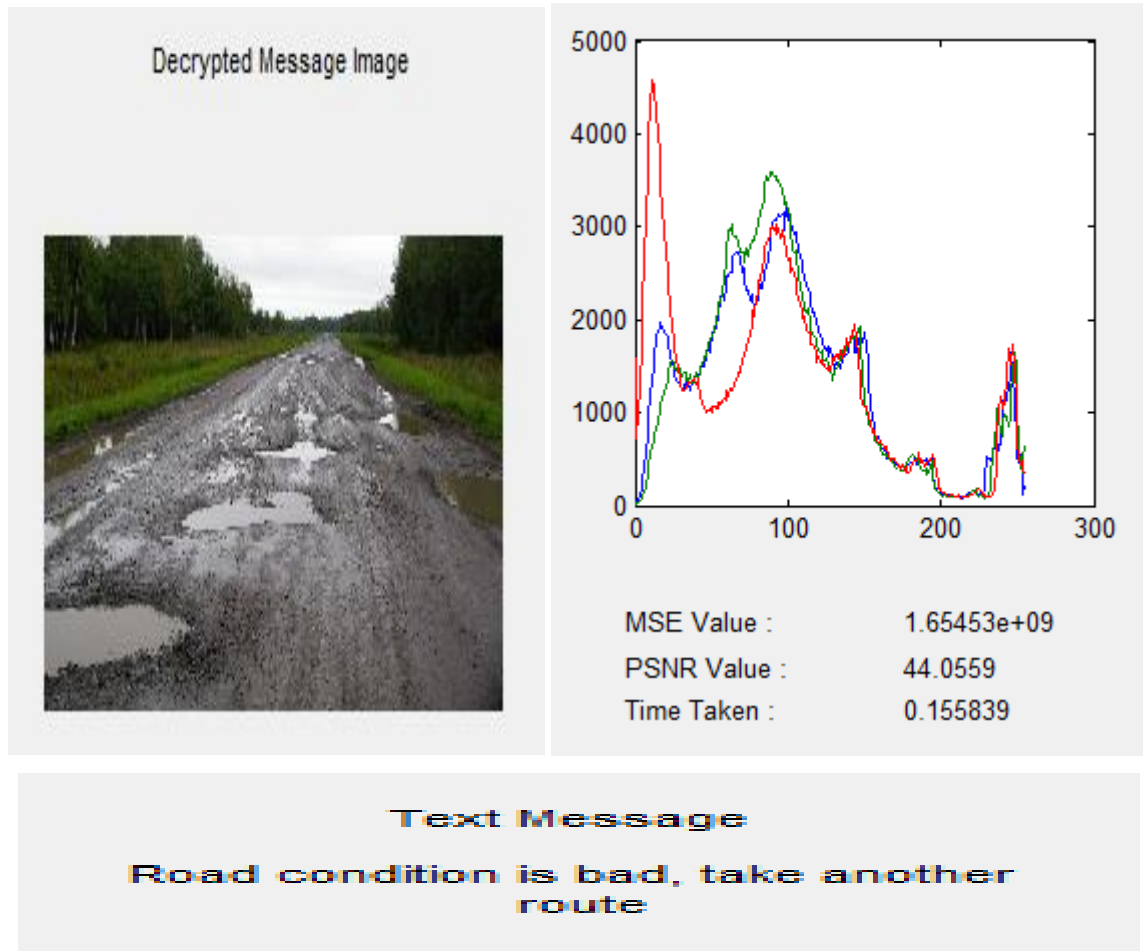 Decrypted Message Image
5000
4000
3000
2000
1000
0
0 100 200 300
MSE Value : 1.65453e+09
PSNR Value : 44.0559
Time Taken : 0.155839
Text Message
Road condition is bad, take another
route